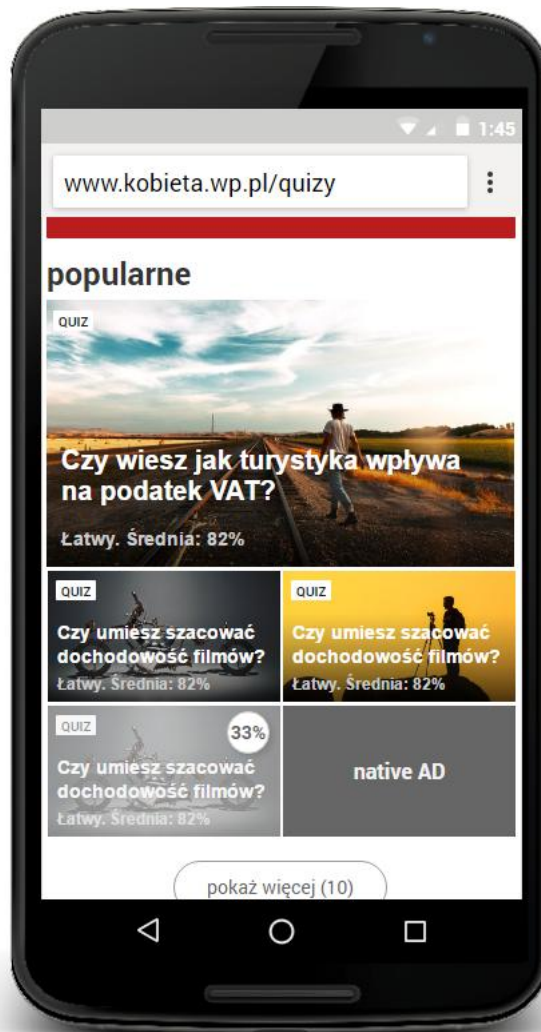 1:45
www.kobieta.wp.pl/quizy
popularne
QUIZ
Czy wiesz jak turystyka wpływa
na podatek VAT?
Łatwy. Średnia: 82%
QUIZ
Czy umiesz szacować
dochodowość filmów?
Łatwy. Średnia: 82%
QUIZ
Czy umiesz szacować
dochodowość filmów?
Łatwy. Średnia: 82%
QUIZ
33%
Czy umiesz szacować
dochodowość filmów?
Łatwy. Średnia: 82%
native AD
pokaż więcej (10)